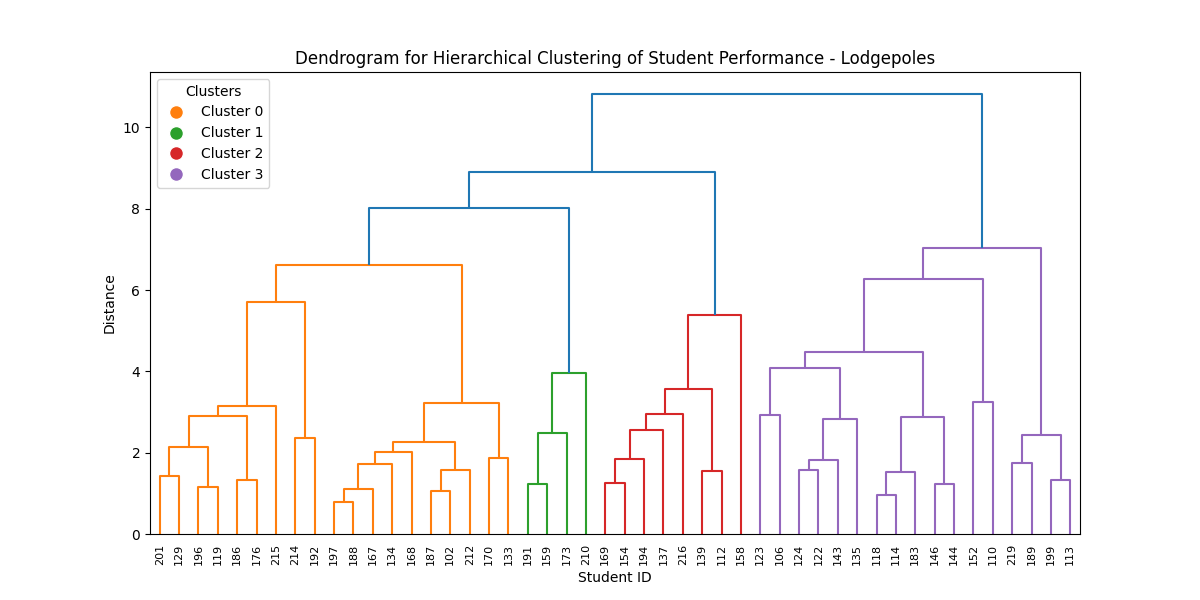 Dendrogram for Hierarchical Clustering of Student Performance - Lodgepoles
Clusters
Cluster 0
Cluster 1
Cluster 2
Cluster 3
Distance
10
8
6
4
2
0
201 129 196 119 186 176 215 214 192 197 188 167 134 168 187 102 212 170 133 191 159 173 210 169 154 194 137 216 139 112 158 123 106 124 122 143 135 118 114 183 146 144 152 110 219 189 199 113
Student ID